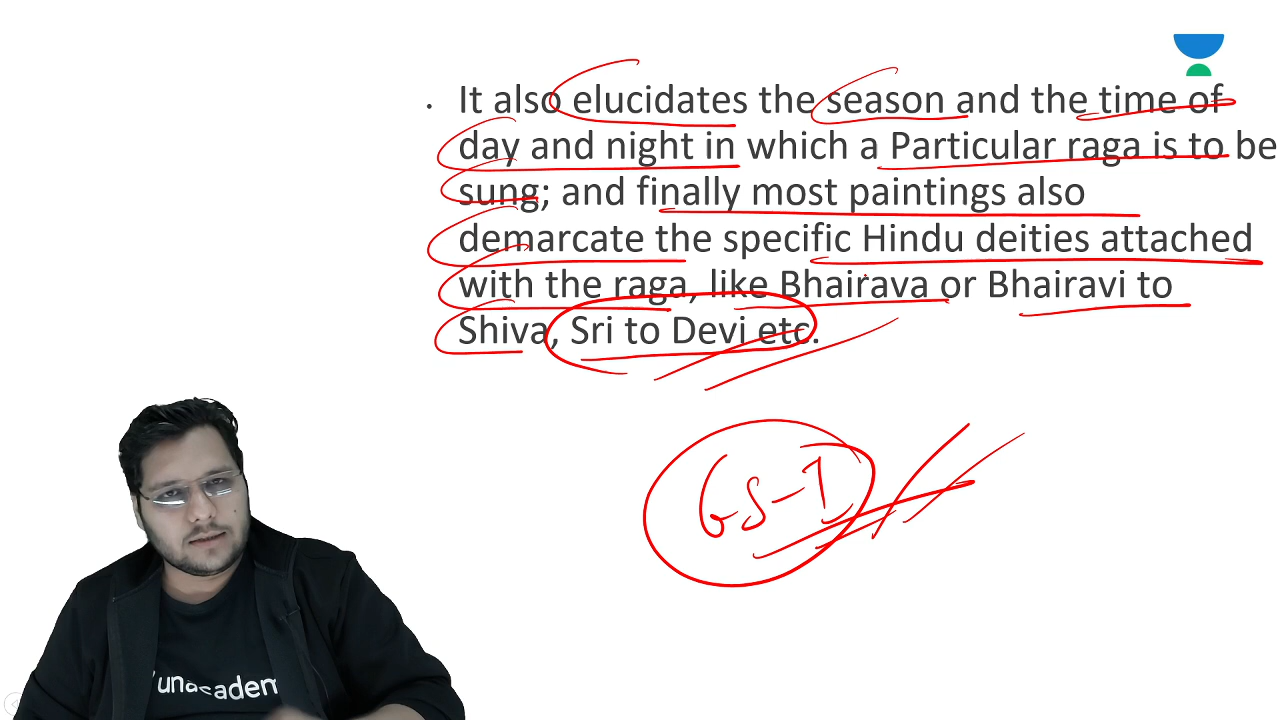 . It also elucidates the season and the time of
day and night in which a Particular raga is to be
sung; and finally most paintings also
demarcate the specific Hindu deities attached
with the raga, like Bhairava or Bhairavi to
Shiva, Sri to Devi etc.
GS-1
unacadem